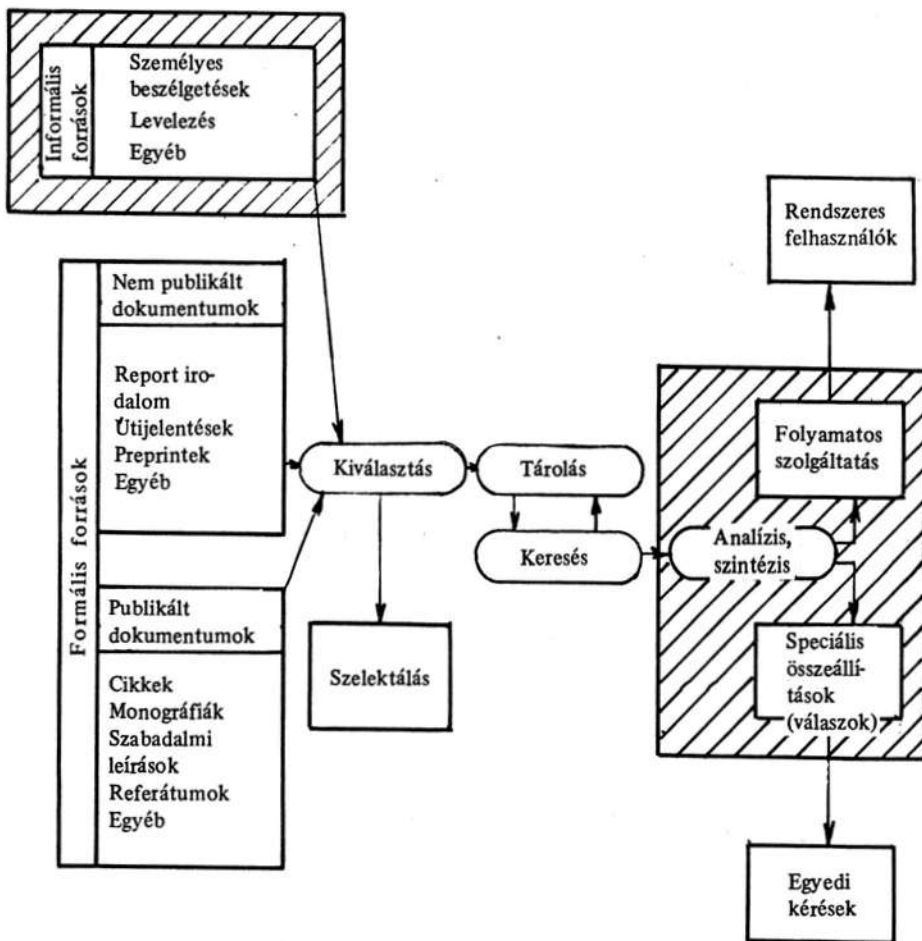 Informális
források
Személyes
beszélgetések
Levelezés
Egyéb
Formális források
Nem publikált
dokumentumok
Report iro-
dalom
Útijelentések
Preprintek
Egyéb
Publikált
dokumentumok
Cikkek
Monográfiák
Szabadalmi
leírások
Referátumok
Egyéb
Kiválasztás
Szelektálás
Tárolás
Keresés
Analízis,
szintézis
Rendszeres
felhasználók
Folyamatos
szolgáltatás
Speciális
összeállí-
tások
(válaszok)
Egyedi
kérések